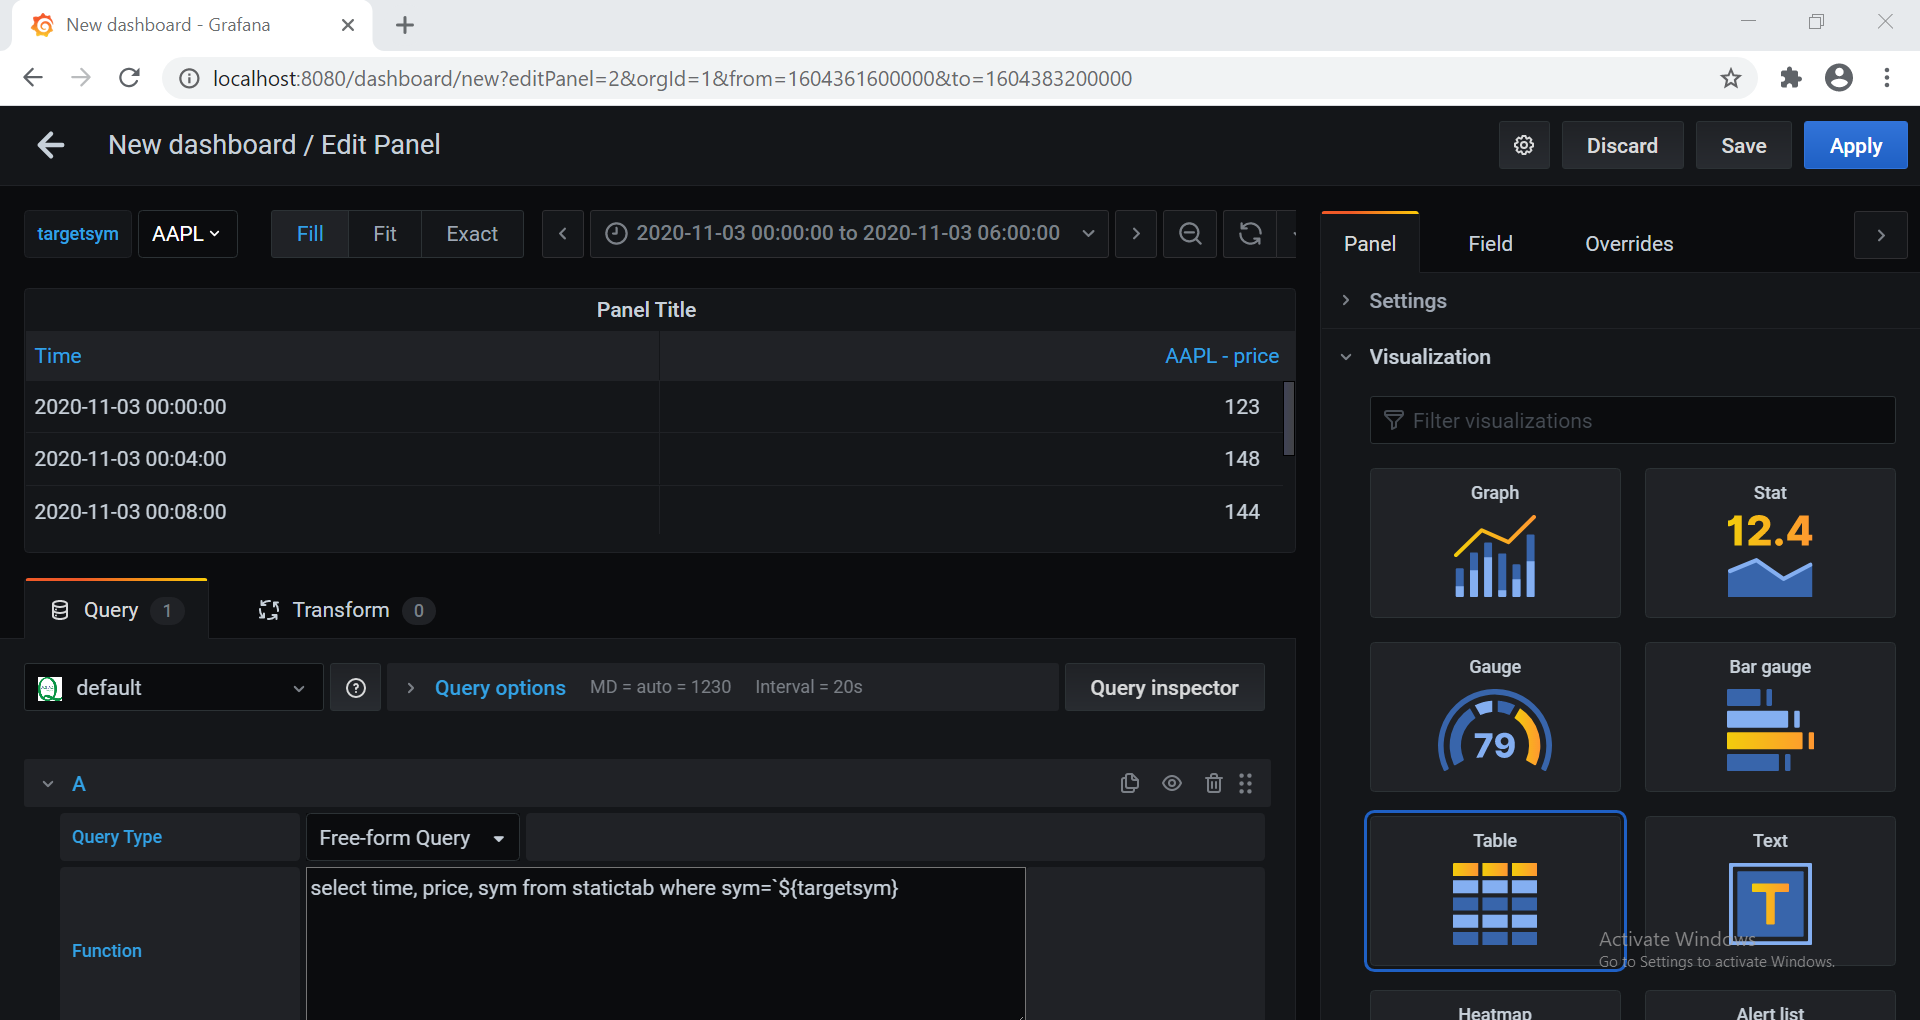 New dashboard - Grafana
localhost:8080/dashboard/new?editPanel=2&orgId=1&from=1604361600000&to=1604383200000
New dashboard / Edit Panel
Discard
Save
Apply
targetsym
AAPL
Fill
Fit
Exact
2020-11-03 00:00:00 to 2020-11-03 06:00:00
Panel Title
Time
AAPL - price
2020-11-03 00:00:00
123
2020-11-03 00:04:00
148
2020-11-03 00:08:00
144
Query 1
Transform 0
default
Query options
MD = auto = 1230
Interval = 20s
Query inspector
A
Query Type
Free-form Query
Function
select time, price, sym from statictab where sym=`${targetsym}
Panel
Field
Overrides
Settings
Visualization
Filter visualizations
Graph
Stat
12.4
Gauge
79
Bar gauge
Table
Text
T
Activate Windows
Go to Settings to activate Windows.
Heatmap
Alert list